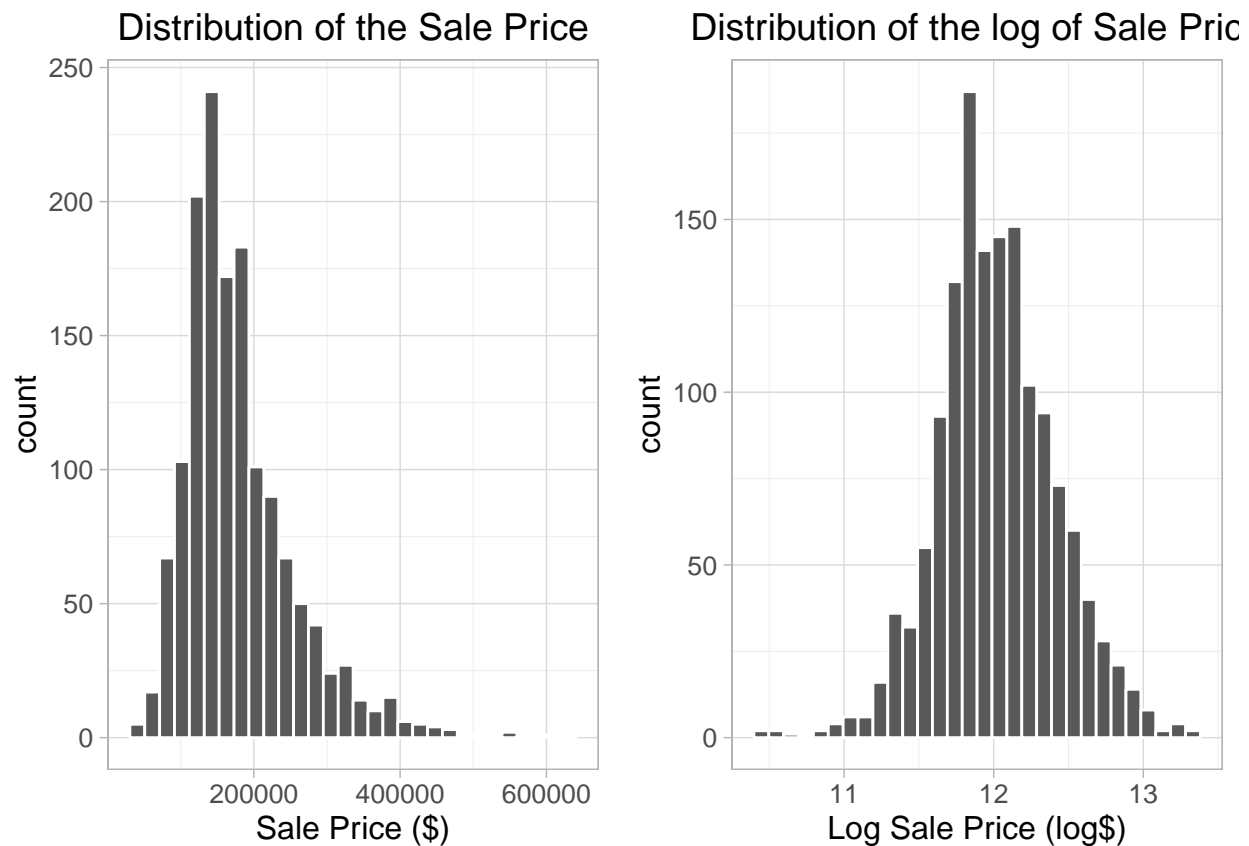 Distribution of the Sale Price
250
200
150
100
50
0
count
200000 400000 600000
Sale Price ($)
Distribution of the log of Sale Pric
150
100
50
0
count
11 12 13
Log Sale Price (log$)